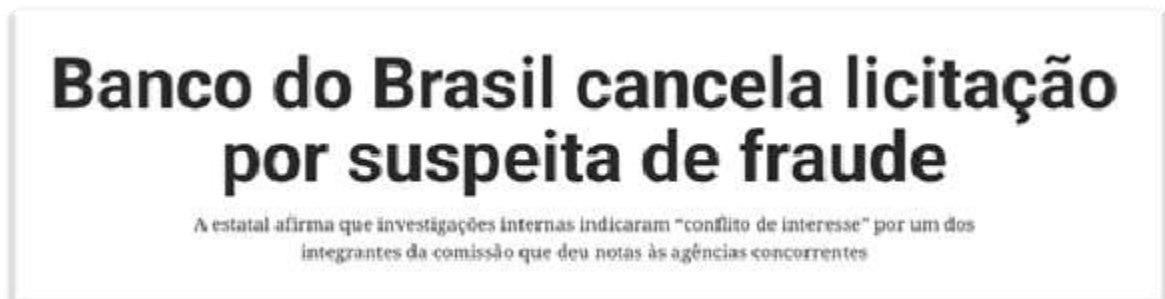 Banco do Brasil cancela licitação
por suspeita de fraude
A estatal afirma que investigações internas indicaram “conflito de interesse” por um dos
integrantes da comissão que deu notas às agências concorrentes